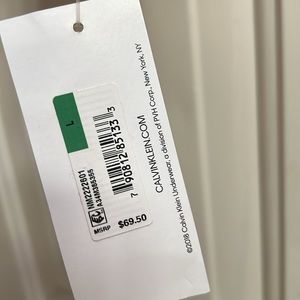 L
NM2222601
7 90812 85133 3
MSRP $69.50
CALVINKLEIN.COM
©2018 Calvin Klein Underwear, a division of PVH Corp., New York, NY